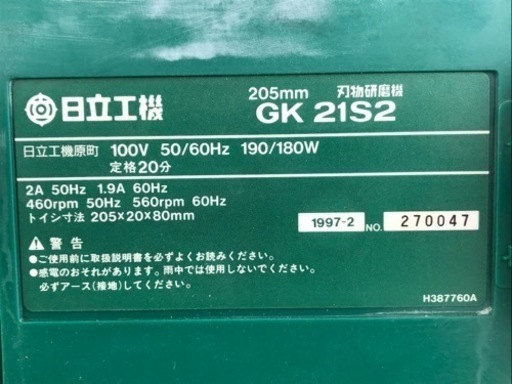 205mm 刃物研磨機
日立工機 GK 21S2
日立工機原町 100V 50/60Hz 190/180W
定格20分
2A 50Hz 1.9A 60Hz
460rpm 50Hz 560rpm 60Hz
トイシ寸法 205×20×80mm
1997-2 NO. 270047
警告
●ご使用前に取扱説明書を必ずよくお読みください。
●感電のおそれがあります。雨中では使用しないでください。
必ずアース(接地)してください。
H387760A